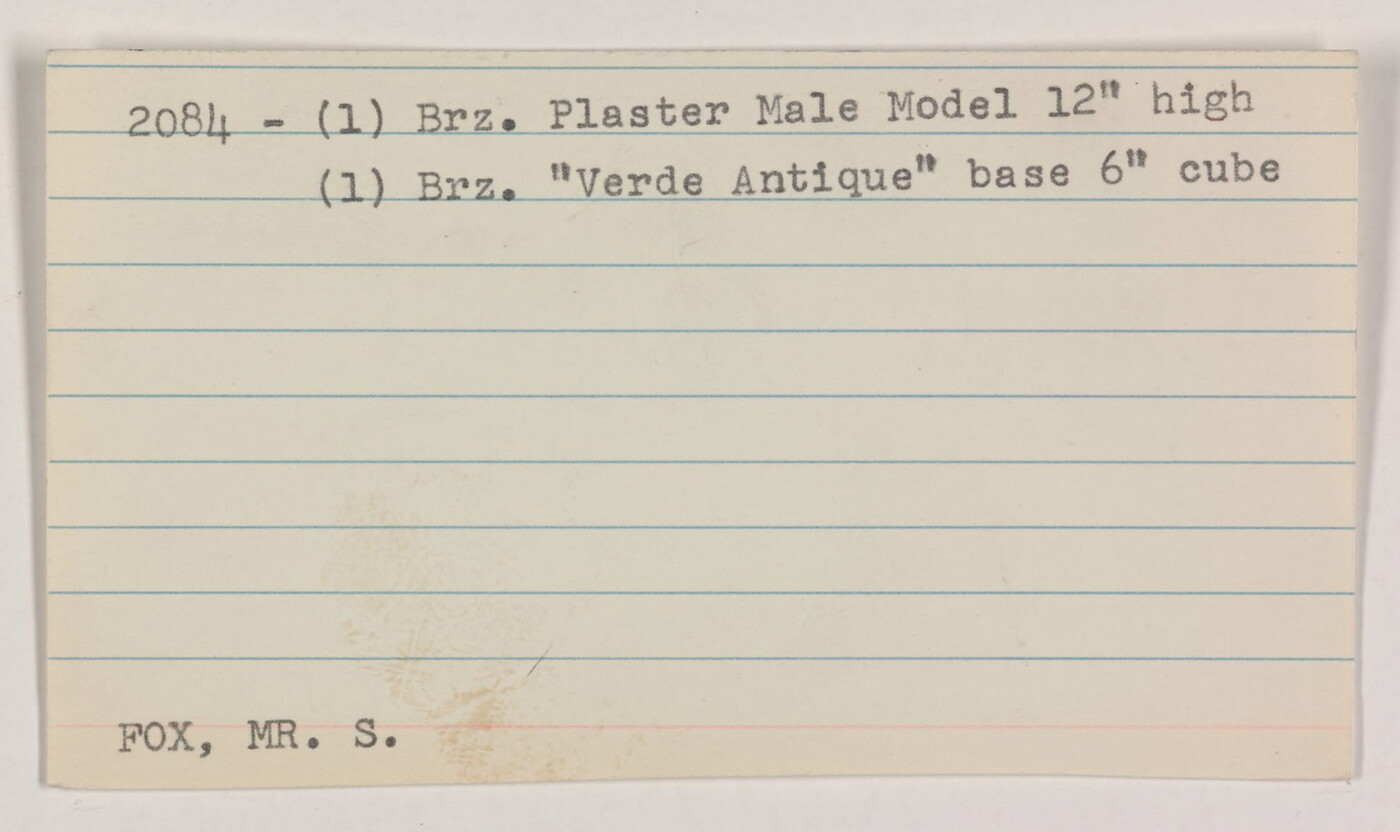 2084 - (1) Brz. Plaster Male Model 12" high
(1) Brz. "Verde Antique" base 6" cube
FOX, MR. S.